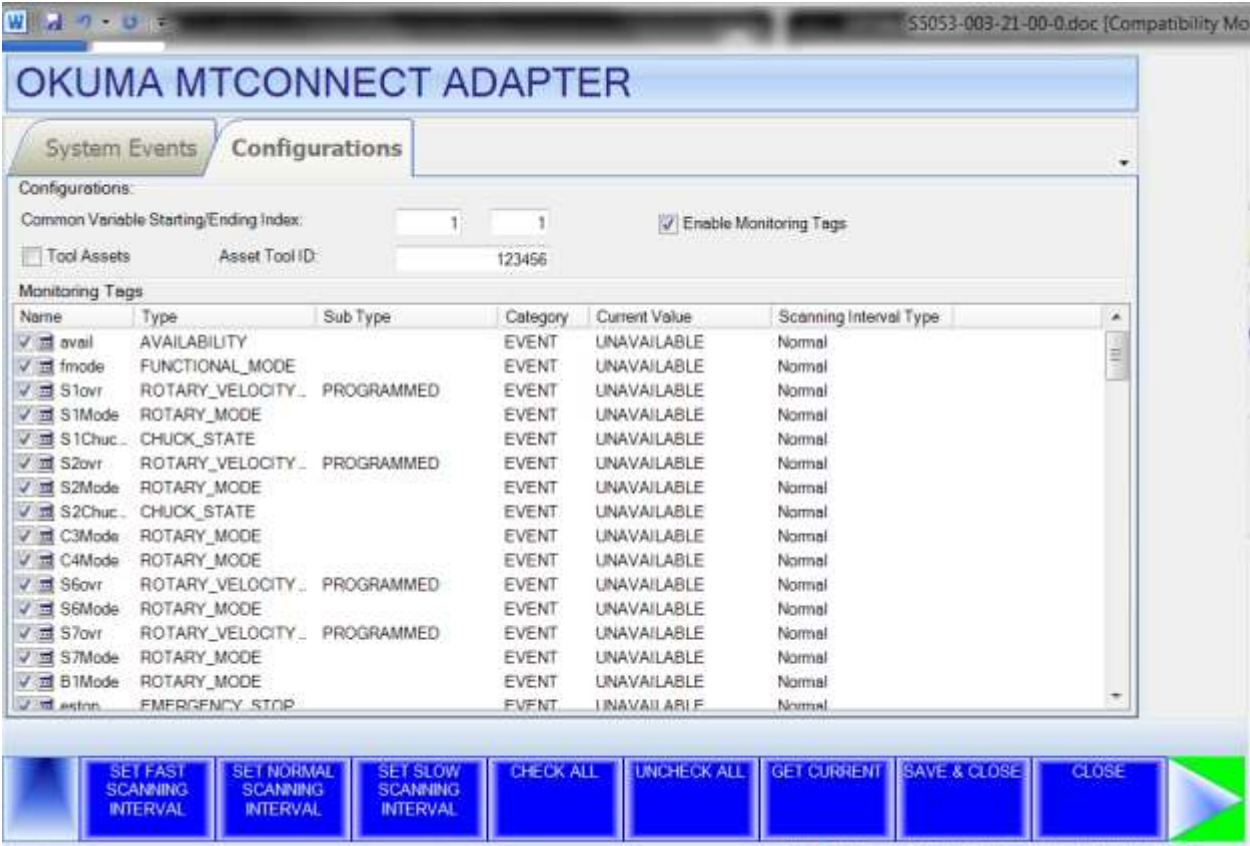 S5053-003-21-00-0.doc [Compatibility Mo
OKUMA MTCONNECT ADAPTER
System Events Configurations
Configurations:
Common Variable Starting/Ending Index: 1 1 Enable Monitoring Tags
Tool Assets Asset Tool ID: 123456
Monitoring Tags
Name Type Sub Type Category Current Value Scanning Interval Type
avail AVAILABILITY EVENT UNAVAILABLE Normal
fmode FUNCTIONAL_MODE EVENT UNAVAILABLE Normal
S1ovr ROTARY_VELOCITY... PROGRAMMED EVENT UNAVAILABLE Normal
S1Mode ROTARY_MODE EVENT UNAVAILABLE Normal
S1Chuc... CHUCK_STATE EVENT UNAVAILABLE Normal
S2ovr ROTARY_VELOCITY... PROGRAMMED EVENT UNAVAILABLE Normal
S2Mode ROTARY_MODE EVENT UNAVAILABLE Normal
S2Chuc... CHUCK_STATE EVENT UNAVAILABLE Normal
C3Mode ROTARY_MODE EVENT UNAVAILABLE Normal
C4Mode ROTARY_MODE EVENT UNAVAILABLE Normal
S6ovr ROTARY_VELOCITY... PROGRAMMED EVENT UNAVAILABLE Normal
S6Mode ROTARY_MODE EVENT UNAVAILABLE Normal
S7ovr ROTARY_VELOCITY... PROGRAMMED EVENT UNAVAILABLE Normal
S7Mode ROTARY_MODE EVENT UNAVAILABLE Normal
B1Mode ROTARY_MODE EVENT UNAVAILABLE Normal
estop EMERGENCY_STOP EVENT UNAVAILABLE Normal
SET FAST SCANNING INTERVAL
SET NORMAL SCANNING INTERVAL
SET SLOW SCANNING INTERVAL
CHECK ALL
UNCHECK ALL
GET CURRENT
SAVE & CLOSE
CLOSE